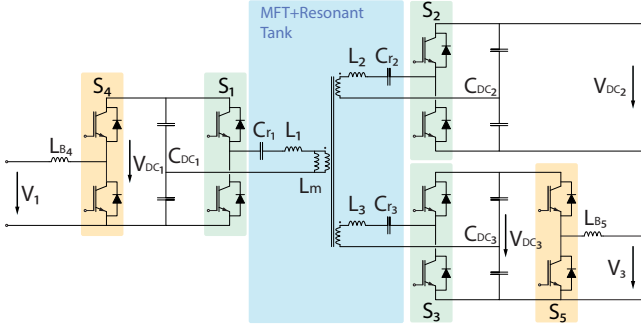 MFT+Resonant
Tank
S2
L2 Cr2
S4
S1
CDC2
VDC2
Cr1 L1
LB4
VDC1
CDC1
Lm
V1
L3 Cr3
LB5
CDC3
VDC3
V3
S3
S5